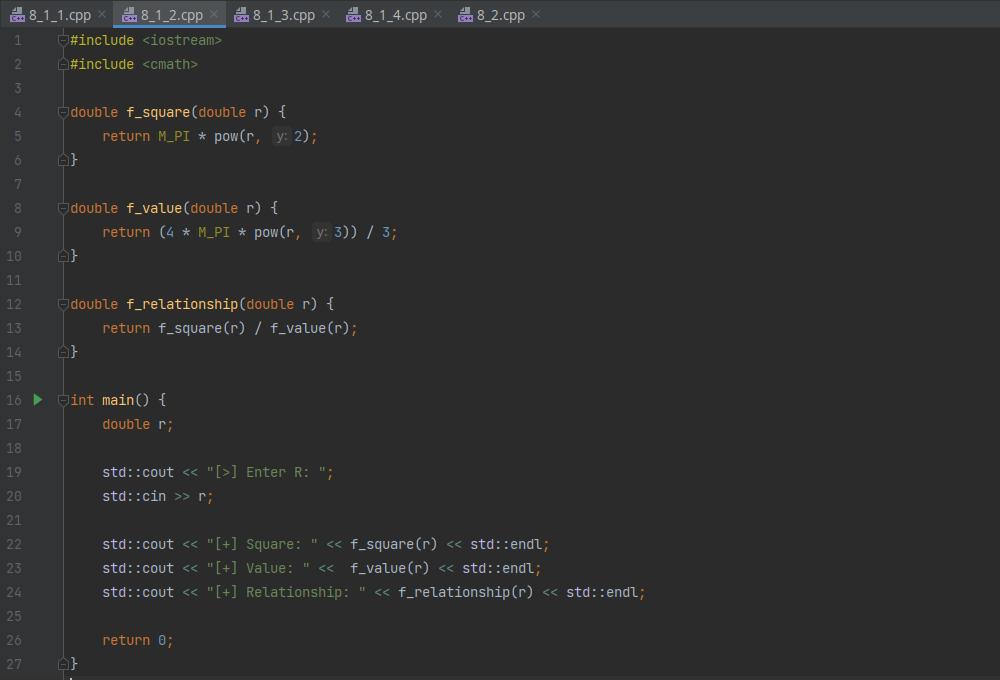 8_1_1.cpp 8_1_2.cpp 8_1_3.cpp 8_1_4.cpp 8_2.cpp
1 #include <iostream>
2 #include <cmath>
3
4 double f_square(double r) {
5     return M_PI * pow(r, y: 2);
6 }
7
8 double f_value(double r) {
9     return (4 * M_PI * pow(r, y: 3)) / 3;
10 }
11
12 double f_relationship(double r) {
13     return f_square(r) / f_value(r);
14 }
15
16 int main() {
17     double r;
18
19     std::cout << "[>] Enter R: ";
20     std::cin >> r;
21
22     std::cout << "[+] Square: " << f_square(r) << std::endl;
23     std::cout << "[+] Value: " <<  f_value(r) << std::endl;
24     std::cout << "[+] Relationship: " << f_relationship(r) << std::endl;
25
26     return 0;
27 }